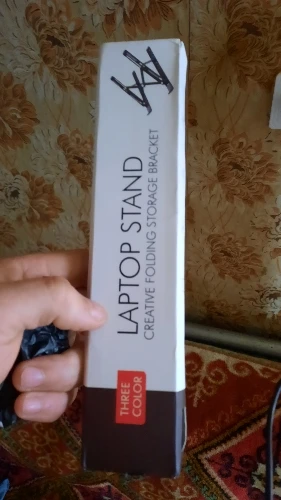 LAPTOP STAND
CREATIVE FOLDING STORAGE BRACKET
THREE
COLOR